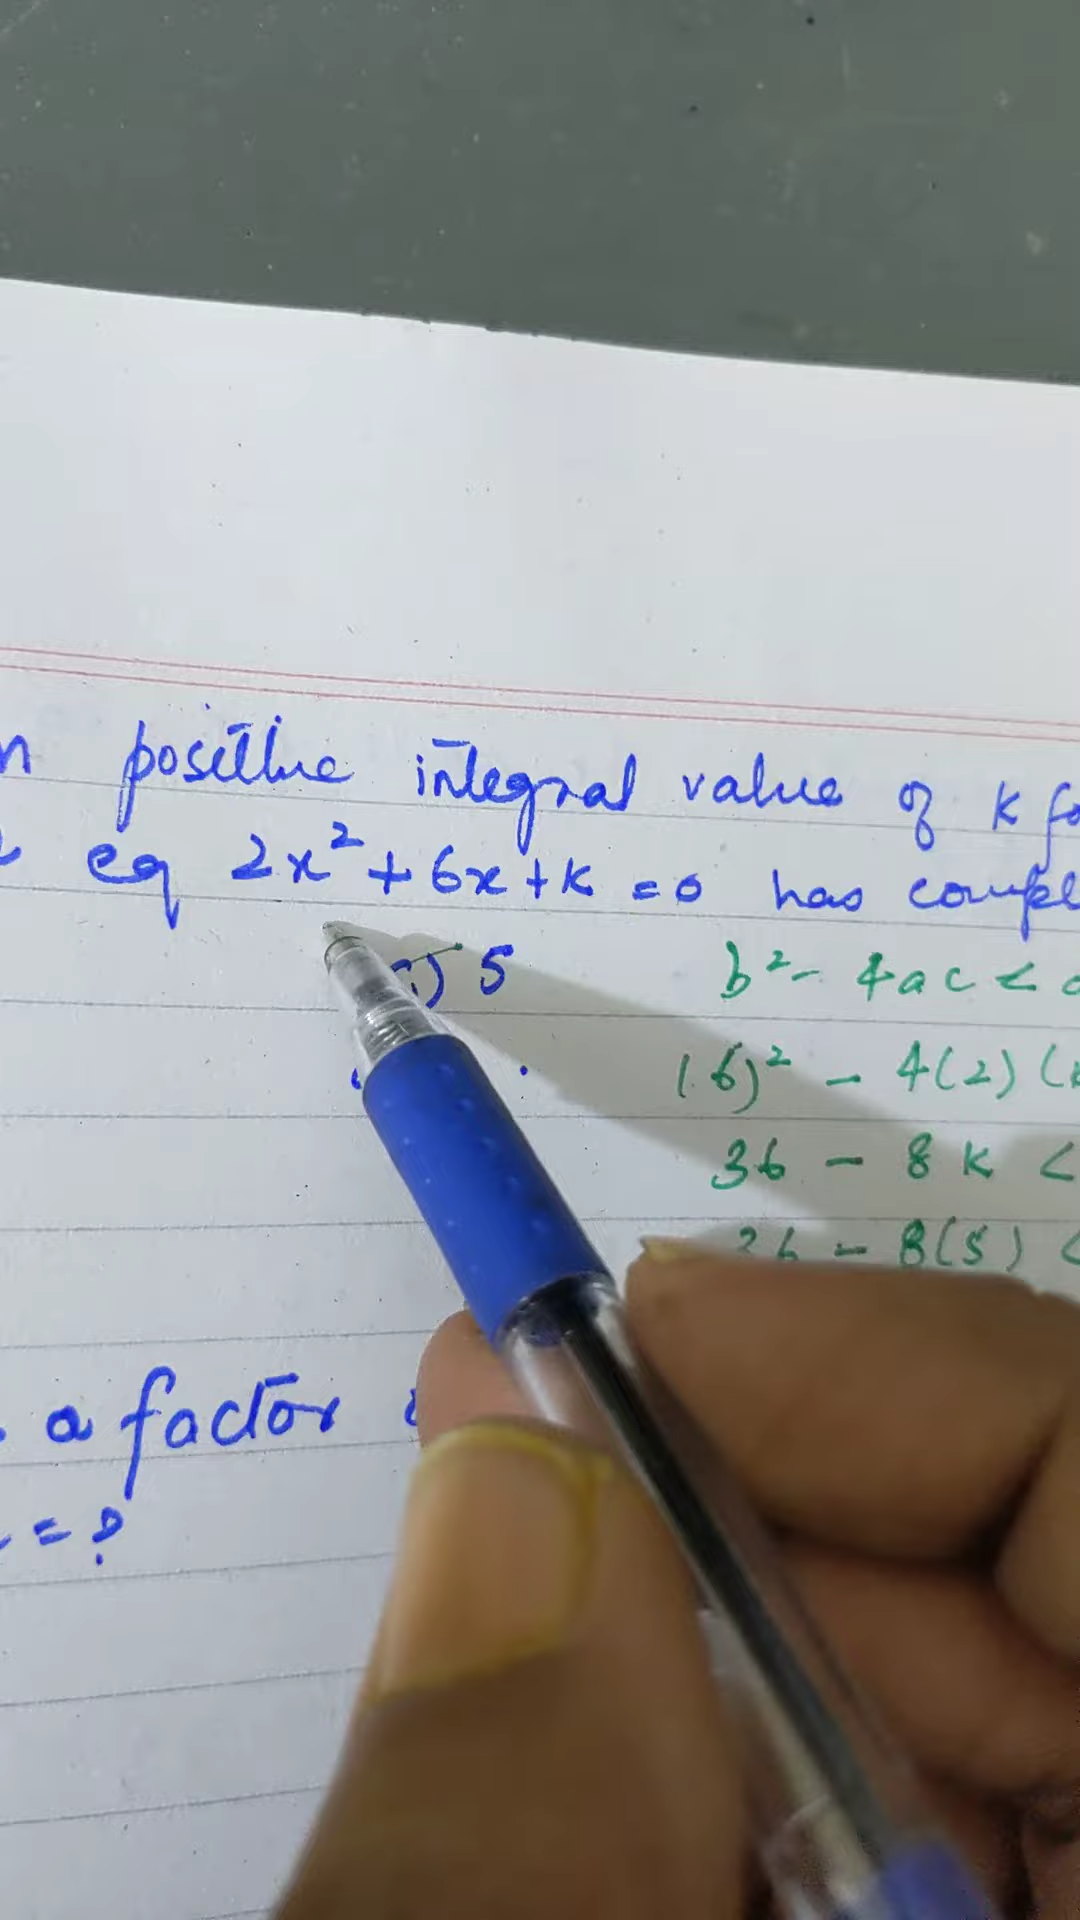 positive integral value of k
eq 2x² + 6x + k = 0 has
c) 5
b² - 4ac <
(6)² - 4(2)(
36 - 8k <
36 - 8(5) <
a factor
= ?